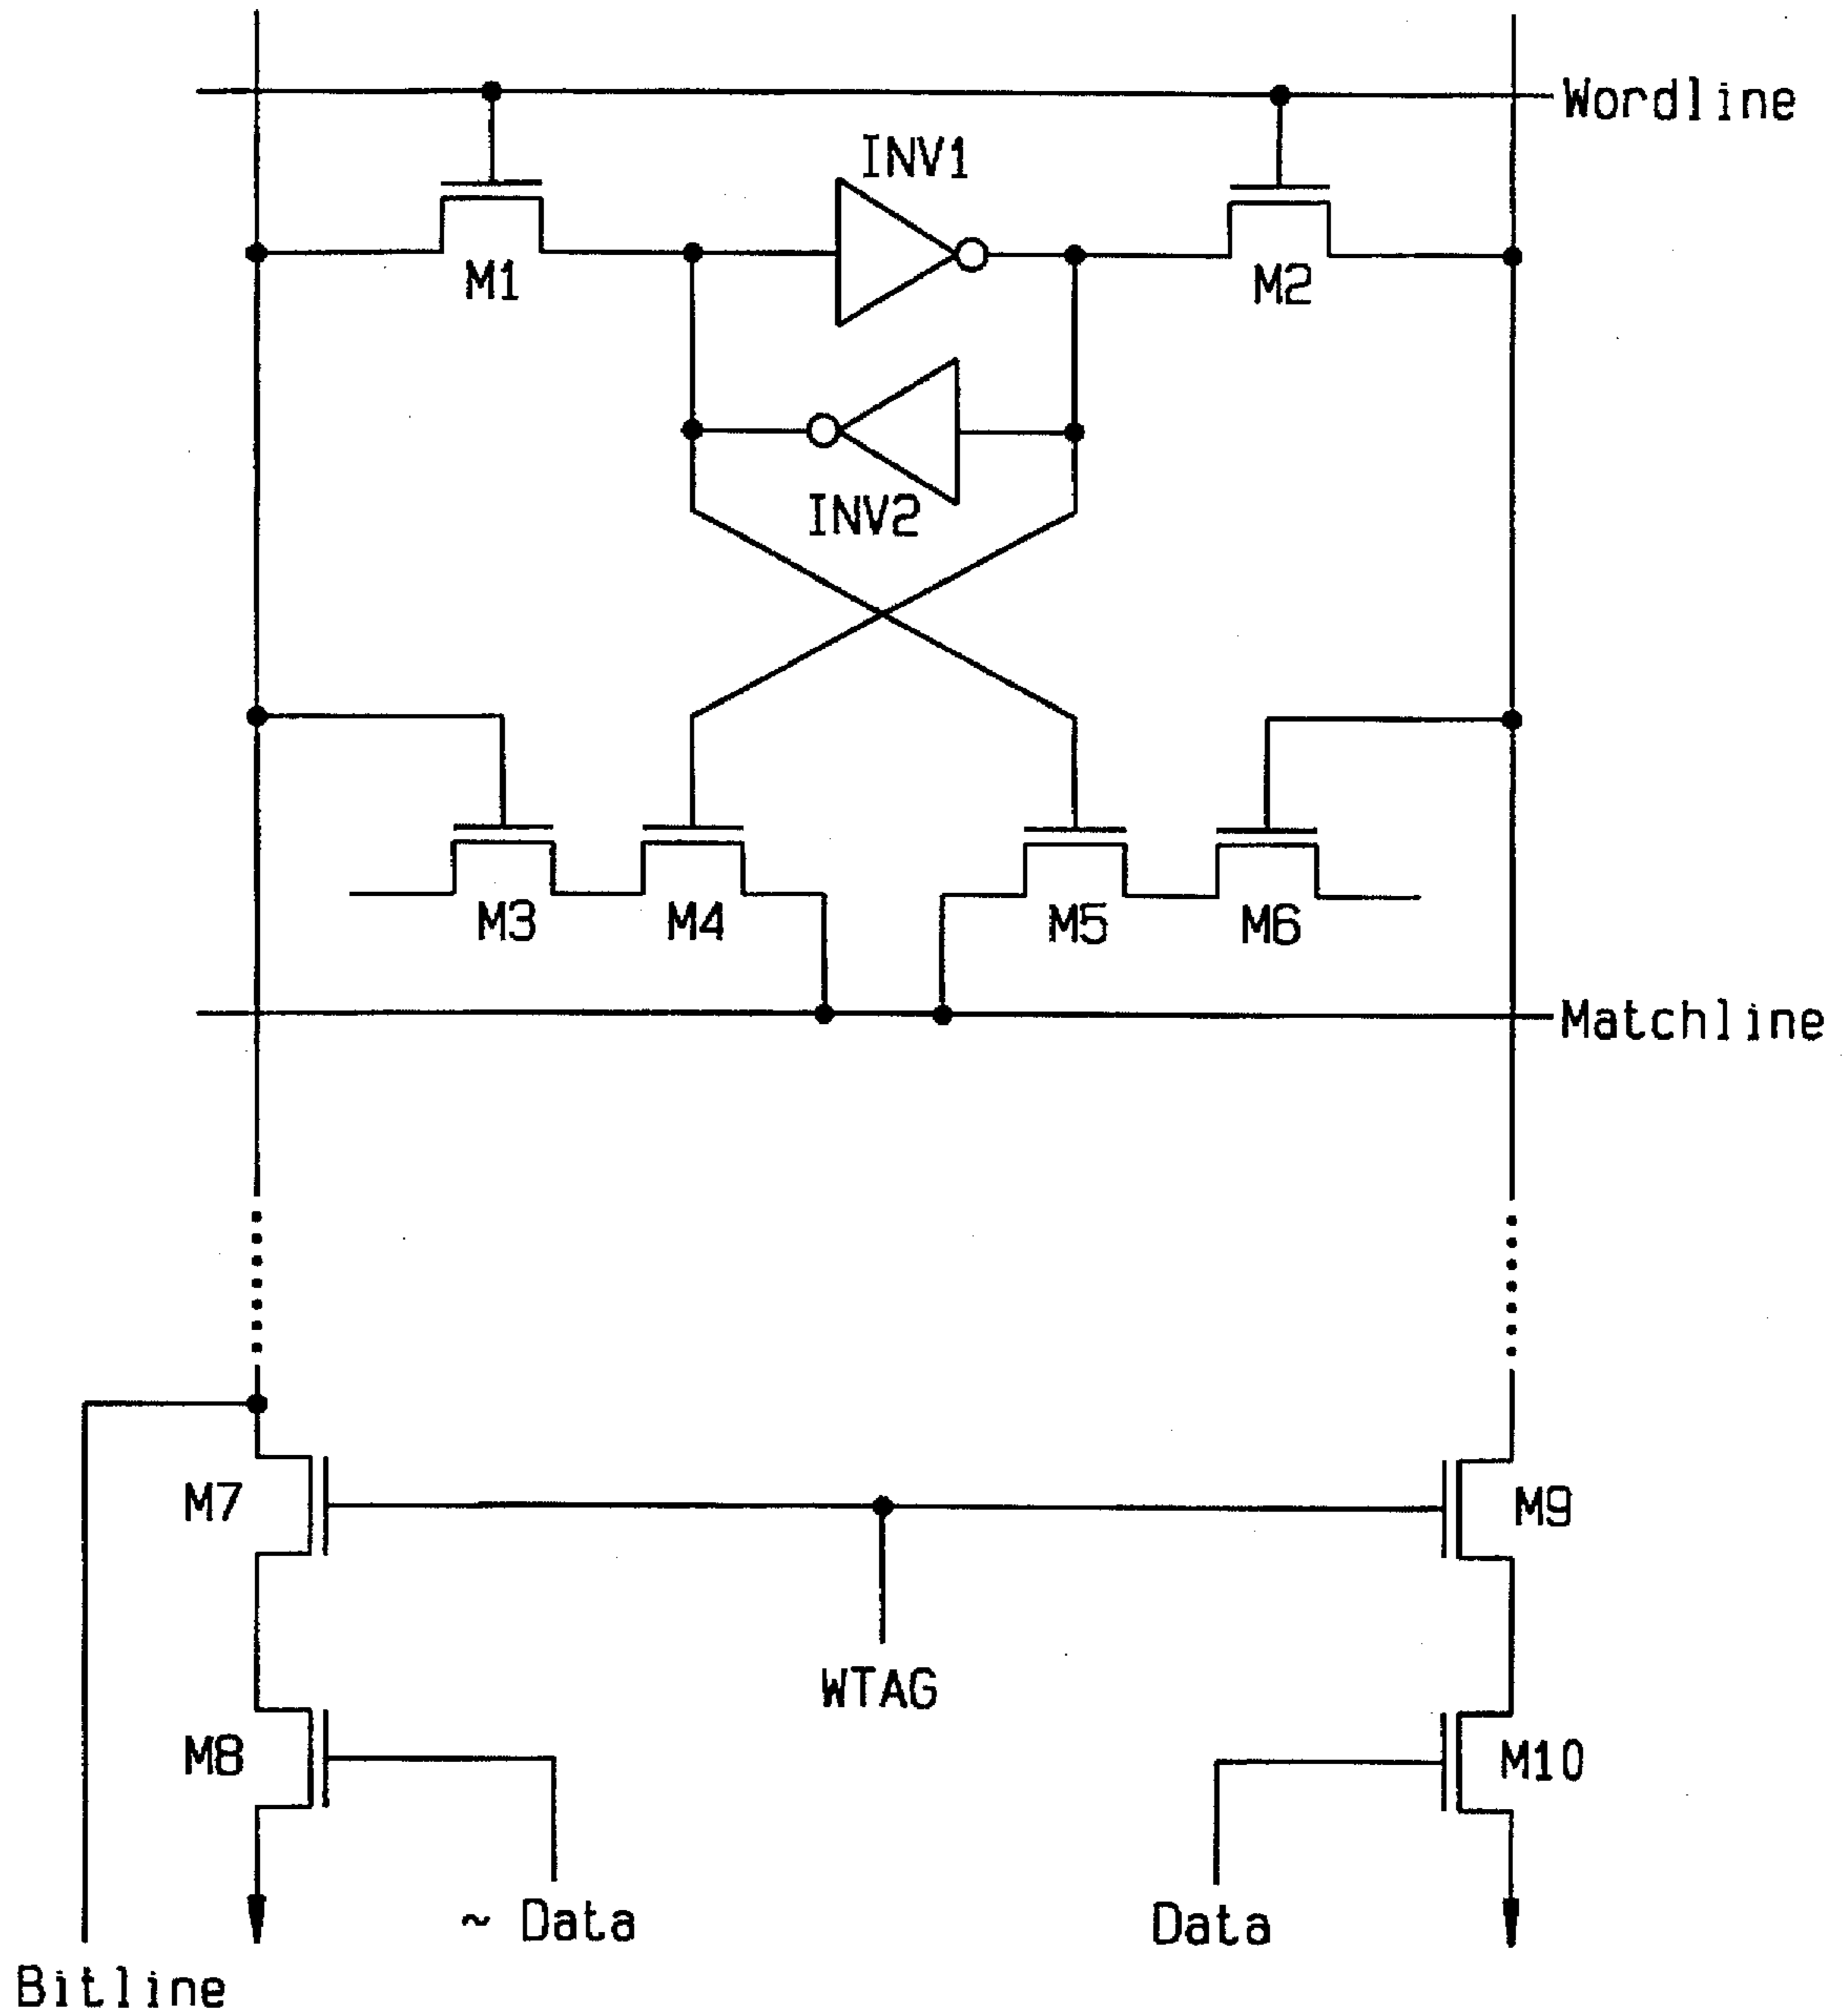 Wordline
INV1
M1
M2
INV2
M3
M4
M5
M6
Matchline
M7
M9
WTAG
M8
M10
~ Data
Data
Bitline